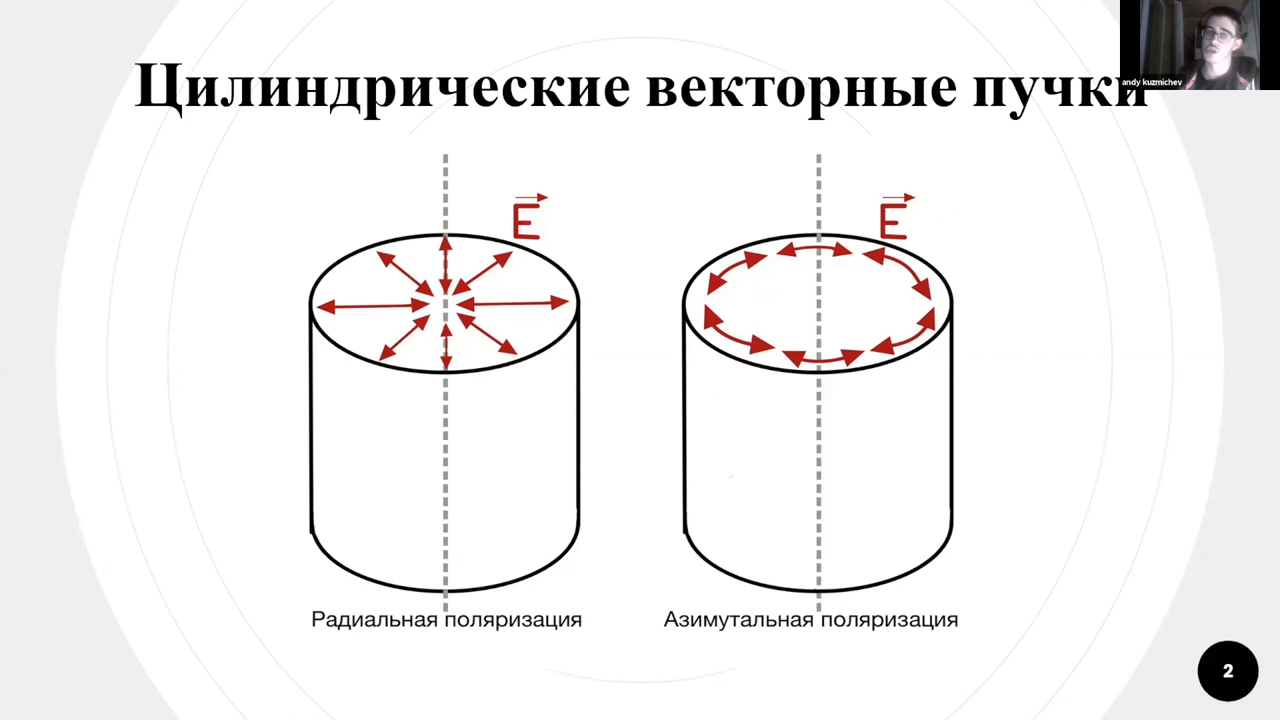 Цилиндрические векторные пучки
andy kuzmichev
E
E
Радиальная поляризация
Азимутальная поляризация
2